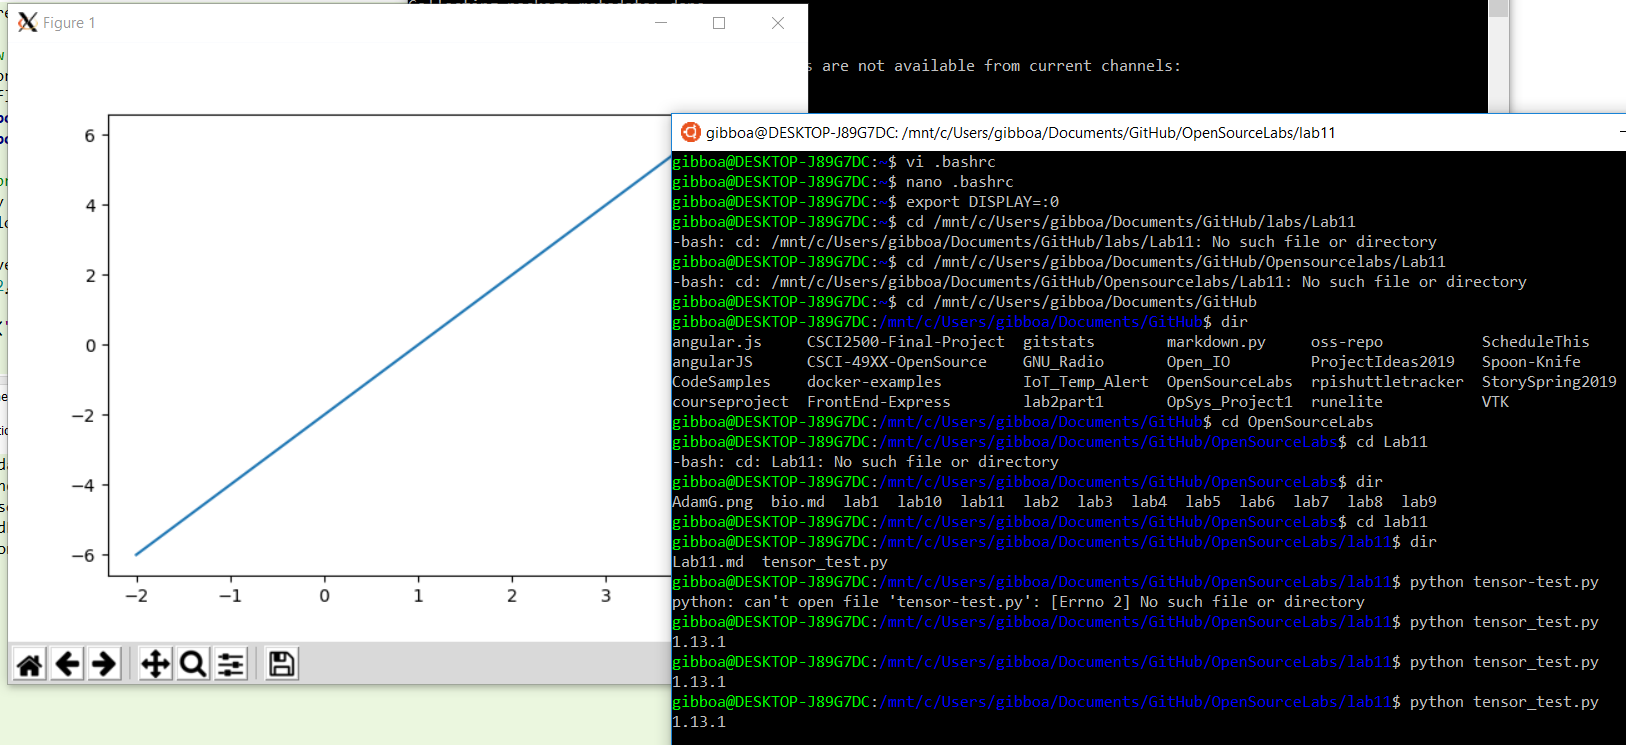 Figure 1
s are not available from current channels:
6
4
2
0
−2
−4
−6
−2 −1 0 1 2 3
gibboa@DESKTOP-J89G7DC: /mnt/c/Users/gibboa/Documents/GitHub/OpenSourceLabs/lab11
gibboa@DESKTOP-J89G7DC:~$ vi .bashrc
gibboa@DESKTOP-J89G7DC:~$ nano .bashrc
gibboa@DESKTOP-J89G7DC:~$ export DISPLAY=:0
gibboa@DESKTOP-J89G7DC:~$ cd /mnt/c/Users/gibboa/Documents/GitHub/labs/Lab11
-bash: cd: /mnt/c/Users/gibboa/Documents/GitHub/labs/Lab11: No such file or directory
gibboa@DESKTOP-J89G7DC:~$ cd /mnt/c/Users/gibboa/Documents/GitHub/Opensourcelabs/Lab11
-bash: cd: /mnt/c/Users/gibboa/Documents/GitHub/Opensourcelabs/Lab11: No such file or directory
gibboa@DESKTOP-J89G7DC:~$ cd /mnt/c/Users/gibboa/Documents/GitHub
gibboa@DESKTOP-J89G7DC:/mnt/c/Users/gibboa/Documents/GitHub$ dir
angular.js CSCI2500-Final-Project gitstats markdown.py oss-repo ScheduleThis
angularJS CSCI-49XX-OpenSource GNU_Radio Open_IO ProjectIdeas2019 Spoon-Knife
CodeSamples docker-examples IoT_Temp_Alert OpenSourceLabs rpishuttletracker StorySpring2019
courseproject FrontEnd-Express lab2part1 OpSys_Project1 runelite VTK
gibboa@DESKTOP-J89G7DC:/mnt/c/Users/gibboa/Documents/GitHub$ cd OpenSourceLabs
gibboa@DESKTOP-J89G7DC:/mnt/c/Users/gibboa/Documents/GitHub/OpenSourceLabs$ cd Lab11
-bash: cd: Lab11: No such file or directory
gibboa@DESKTOP-J89G7DC:/mnt/c/Users/gibboa/Documents/GitHub/OpenSourceLabs$ dir
AdamG.png bio.md lab1 lab10 lab11 lab2 lab3 lab4 lab5 lab6 lab7 lab8 lab9
gibboa@DESKTOP-J89G7DC:/mnt/c/Users/gibboa/Documents/GitHub/OpenSourceLabs$ cd lab11
gibboa@DESKTOP-J89G7DC:/mnt/c/Users/gibboa/Documents/GitHub/OpenSourceLabs/lab11$ dir
Lab11.md tensor_test.py
gibboa@DESKTOP-J89G7DC:/mnt/c/Users/gibboa/Documents/GitHub/OpenSourceLabs/lab11$ python tensor-test.py
python: can't open file 'tensor-test.py': [Errno 2] No such file or directory
gibboa@DESKTOP-J89G7DC:/mnt/c/Users/gibboa/Documents/GitHub/OpenSourceLabs/lab11$ python tensor_test.py
1.13.1
gibboa@DESKTOP-J89G7DC:/mnt/c/Users/gibboa/Documents/GitHub/OpenSourceLabs/lab11$ python tensor_test.py
1.13.1
gibboa@DESKTOP-J89G7DC:/mnt/c/Users/gibboa/Documents/GitHub/OpenSourceLabs/lab11$ python tensor_test.py
1.13.1